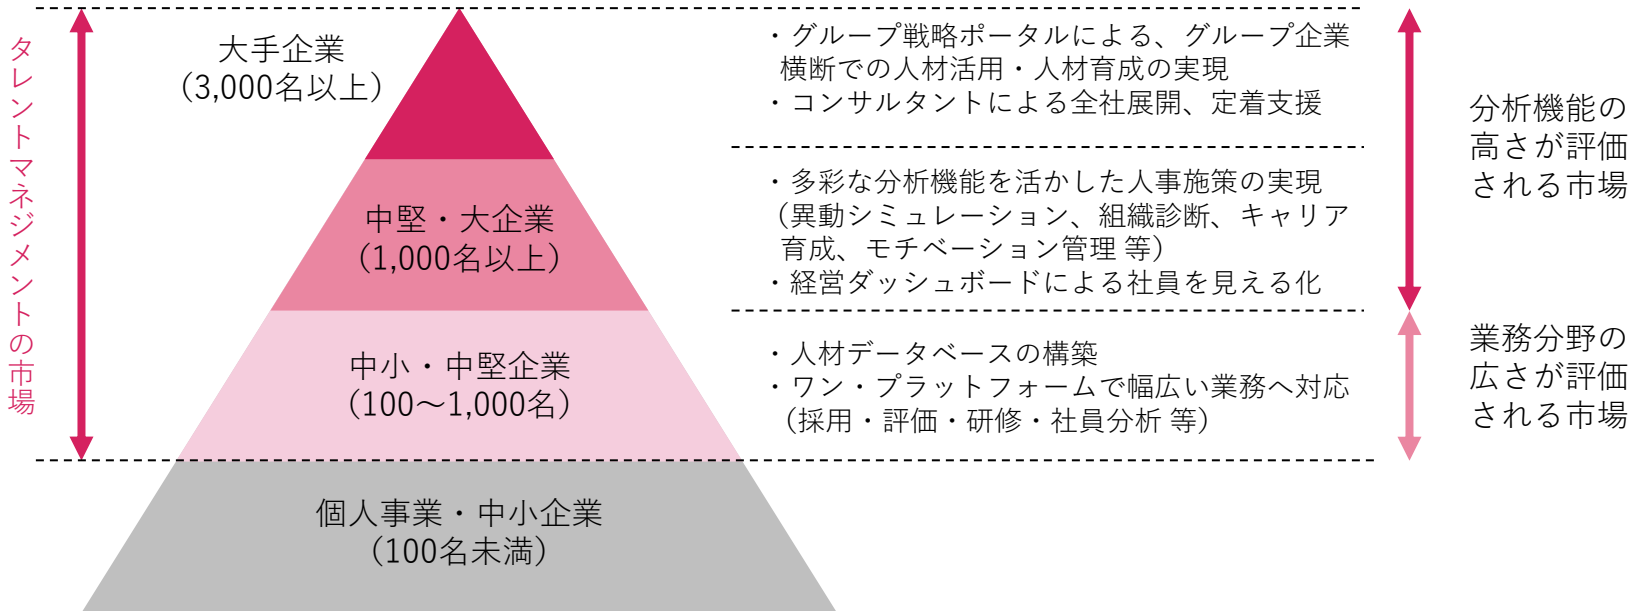 タレントマネジメントの市場
大手企業
(3,000名以上)
中堅・大企業
(1,000名以上)
中小・中堅企業
(100～1,000名)
個人事業・中小企業
(100名未満)
・グループ戦略ポータルによる、グループ企業
横断での人材活用・人材育成の実現
・コンサルタントによる全社展開、定着支援
・多彩な分析機能を活かした人事施策の実現
(異動シミュレーション、組織診断、キャリア
育成、モチベーション管理 等)
・経営ダッシュボードによる社員を見える化
・人材データベースの構築
・ワン・プラットフォームで幅広い業務へ対応
(採用・評価・研修・社員分析 等)
分析機能の
高さが評価
される市場
業務分野の
広さが評価
される市場